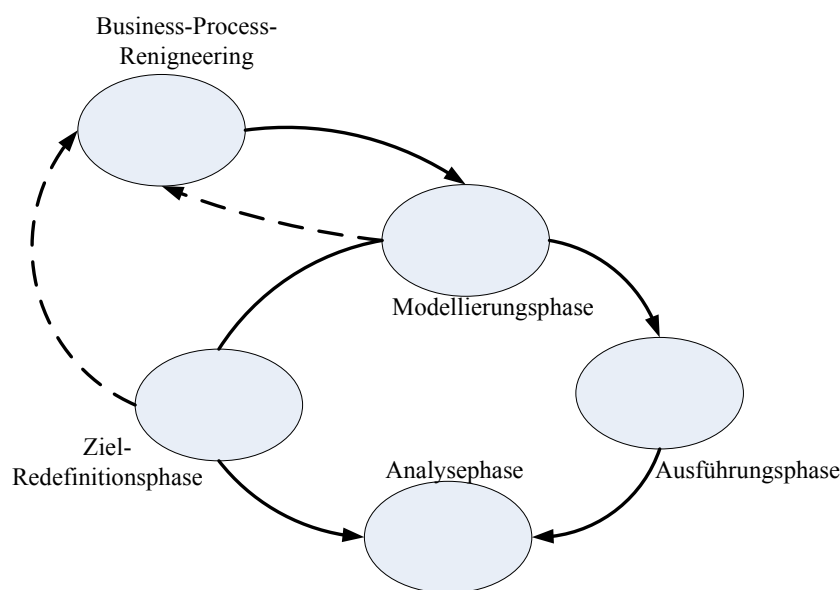 Business-Process-
Renigneering
Modellierungsphase
Ziel-
Redefinitionsphase
Analysephase
Ausführungsphase